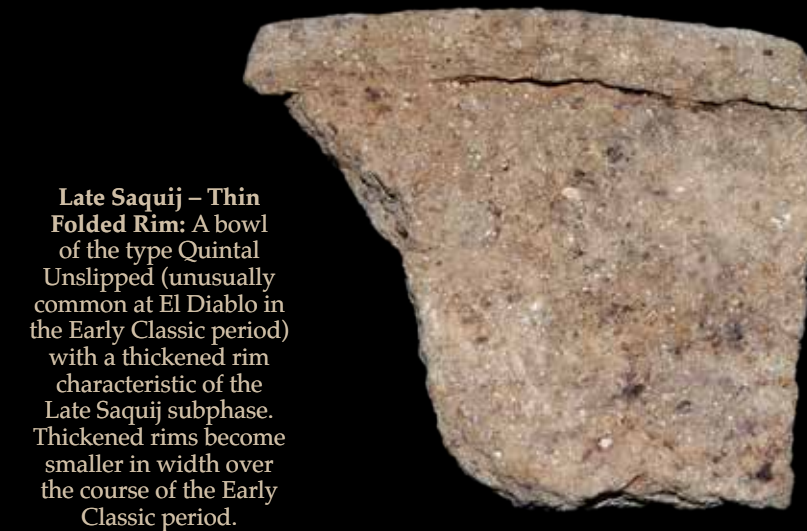 Late Saquij – Thin
Folded Rim: A bowl
of the type Quintal
Unslipped (unusually
common at El Diablo in
the Early Classic period)
with a thickened rim
characteristic of the
Late Saquij subphase.
Thickened rims become
smaller in width over
the course of the Early
Classic period.